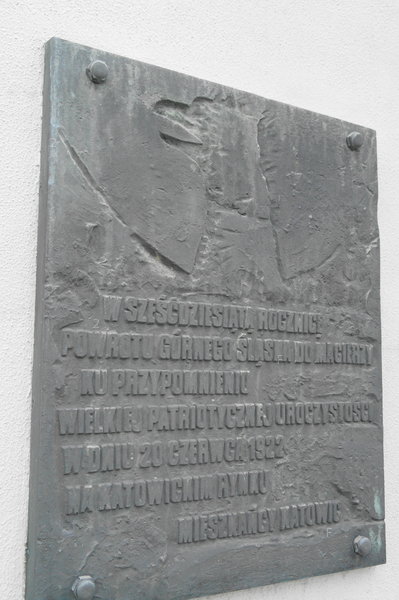 W SZEŚĆDZIESIĄTĄ ROCZNICĘ
POWROTU GÓRNEGO ŚLĄSKA DO MACIERZY
KU PRZYPOMNIENIU
WIELKIEJ PATRIOTYCZNEJ UROCZYSTOŚCI
W DNIU 20 CZERWCA 1922
NA KATOWICKIM RYNKU
MIESZKAŃCY KATOWIC